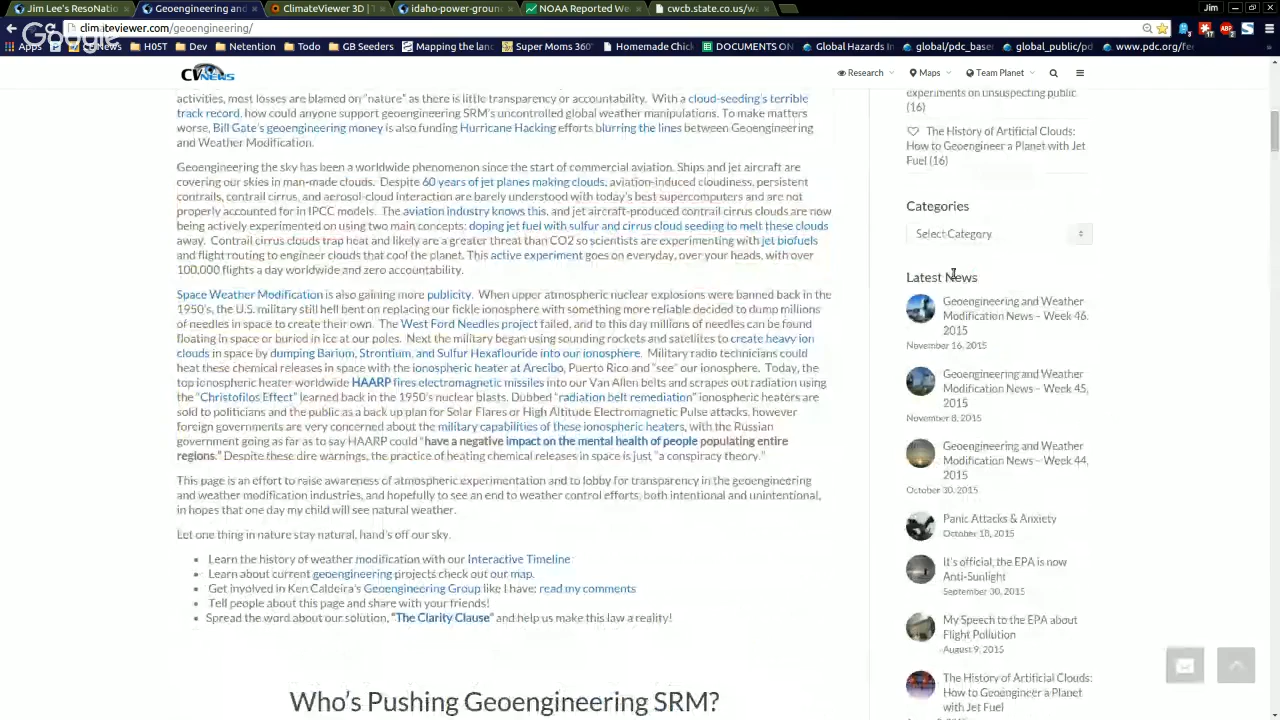 Jim Lee's ResoNation
Geoengineering and
ClimateViewer 3D |
idaho-power-groun
NOAA Reported We
cwcb.state.co.us/wa
Jim
climateviewer.com/geoengineering/
Google
Apps
H05T
Dev
Netention
Todo
GB Seeders
Mapping the lan
Super Moms 360°
Homemade Chick
DOCUMENTS ON
Global Hazards In
global/pdc_base
global_public/pd
www.pdc.org/fe
CV NEWS
Research
Maps
Team Planet
activities, most losses are blamed on "nature" as there is little transparency or accountability. With a cloud-seeding's terrible
track record, how could anyone support geoengineering SRM's uncontrolled global weather manipulations. To make matters
worse, Bill Gate's geoengineering money is also funding Hurricane Hacking efforts blurring the lines between Geoengineering
and Weather Modification.
Geoengineering the sky has been a worldwide phenomenon since the start of commercial aviation. Ships and jet aircraft are
covering our skies in man-made clouds. Despite 60 years of jet planes making clouds, aviation-induced cloudiness, persistent
contrails, contrail cirrus, and aerosol-cloud interaction are barely understood with today's best supercomputers and are not
properly accounted for in IPCC models. The aviation industry knows this, and jet aircraft-produced contrail cirrus clouds are now
being actively experimented on using two main concepts: doping jet fuel with sulfur and cirrus cloud seeding to melt these clouds
away. Contrail cirrus clouds trap heat and likely are a greater threat than CO2 so scientists are experimenting with jet biofuels
and flight routing to engineer clouds that cool the planet. This active experiment goes on everyday, over your heads, with over
100,000 flights a day worldwide and zero accountability.
Space Weather Modification is also gaining more publicity. When upper atmospheric nuclear explosions were banned back in the
1950's, the U.S. military still hell bent on replacing our fickle ionosphere with something more reliable decided to dump millions
of needles in space to create their own. The West Ford Needles project failed, and to this day millions of needles can be found
floating in space or buried in ice at our poles. Next the military began using sounding rockets and satellites to create heavy ion
clouds in space by dumping Barium, Strontium, and Sulfur Hexaflouride into our ionosphere. Military radio technicians could
heat these chemical releases in space with the ionospheric heater at Arecibo, Puerto Rico and "see" our ionosphere. Today, the
top ionospheric heater worldwide HAARP fires electromagnetic missiles into our Van Allen belts and scrapes out radiation using
the "Christofilos Effect" learned back in the 1950's nuclear blasts. Dubbed "radiation belt remediation" ionospheric heaters are
sold to politicians and the public as a back up plan for Solar Flares or High Altitude Electromagnetic Pulse attacks, however
foreign governments are very concerned about the military capabilities of these ionospheric heaters, with the Russian
government going as far as to say HAARP could "have a negative impact on the mental health of people populating entire
regions." Despite these dire warnings, the practice of heating chemical releases in space is just "a conspiracy theory."
This page is an effort to raise awareness of atmospheric experimentation and to lobby for transparency in the geoengineering
and weather modification industries, and hopefully to see an end to weather control efforts, both intentional and unintentional,
in hopes that one day my child will see natural weather.
Let one thing in nature stay natural, hand's off our sky.
Learn the history of weather modification with our Interactive Timeline
Learn about current geoengineering projects check out our map.
Get involved in Ken Caldeira's Geoengineering Group like I have: read my comments
Tell people about this page and share with your friends!
Spread the word about our solution, "The Clarity Clause" and help us make this law a reality!
Who's Pushing Geoengineering SRM?
experiments on unsuspecting public
(16)
The History of Artificial Clouds:
How to Geoengineer a Planet with Jet
Fuel (16)
Categories
Select Category
Latest News
Geoengineering and Weather
Modification News – Week 46,
2015
November 16, 2015
Geoengineering and Weather
Modification News – Week 45,
2015
November 8, 2015
Geoengineering and Weather
Modification News – Week 44,
2015
October 30, 2015
Panic Attacks & Anxiety
October 18, 2015
It's official, the EPA is now
Anti-Sunlight
September 30, 2015
My Speech to the EPA about
Flight Pollution
August 9, 2015
The History of Artificial Clouds:
How to Geoengineer a Planet
with Jet Fuel